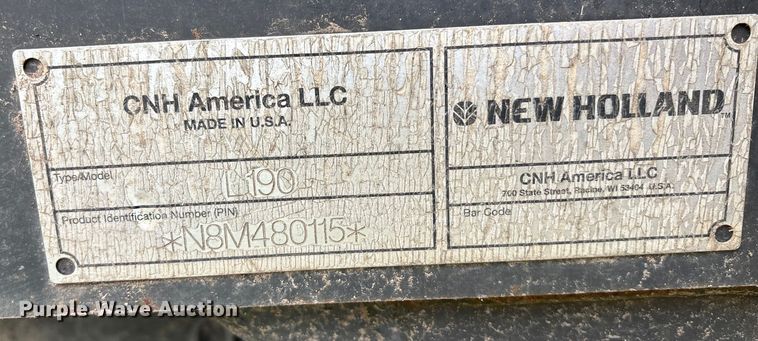 CNH America LLC
MADE IN U.S.A.
Type/Model
L190
Product Identification Number (PIN)
*N8M480115*
NEW HOLLAND™
CNH America LLC
700 State Street, Racine, WI 53404 U.S.A.
Bar Code
Purple Wave Auction